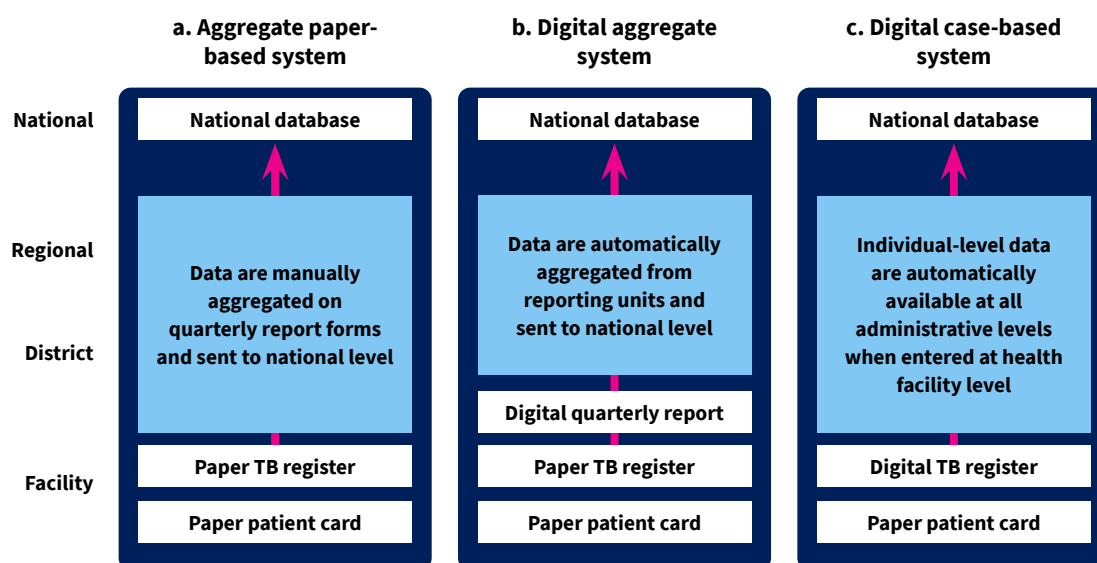 a. Aggregate paper-
based system
b. Digital aggregate
system
c. Digital case-based
system
National
Regional
District
Facility
National database
Data are manually
aggregated on
quarterly report forms
and sent to national level
Paper TB register
Paper patient card
National database
Data are automatically
aggregated from
reporting units and
sent to national level
Digital quarterly report
Paper TB register
Paper patient card
National database
Individual-level data
are automatically
available at all
administrative levels
when entered at health
facility level
Digital TB register
Paper patient card